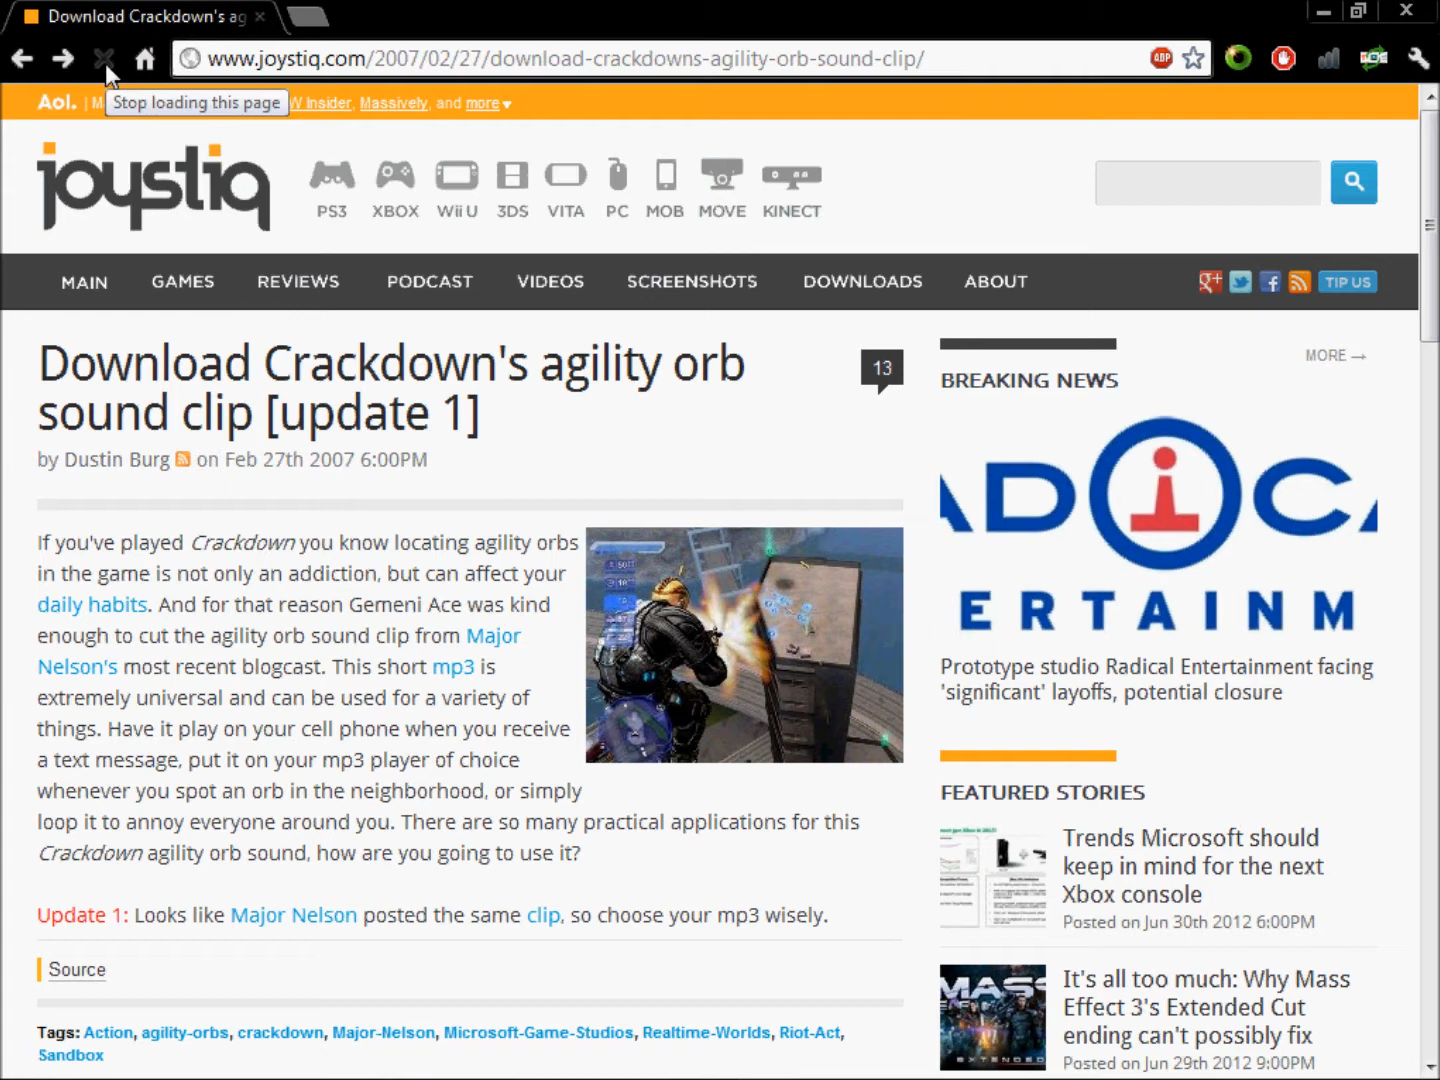 Download Crackdown's ag
www.joystiq.com/2007/02/27/download-crackdowns-agility-orb-sound-clip/
ABP
Stop loading this page
Aol. | M
Insider, Massively, and more
joystiq
PS3 XBOX Wii U 3DS VITA PC MOB MOVE KINECT
MAIN GAMES REVIEWS PODCAST VIDEOS SCREENSHOTS DOWNLOADS ABOUT
TIP US
Download Crackdown's agility orb
sound clip [update 1]
13
by Dustin Burg on Feb 27th 2007 6:00PM
If you've played Crackdown you know locating agility orbs
in the game is not only an addiction, but can affect your
daily habits. And for that reason Gemeni Ace was kind
enough to cut the agility orb sound clip from Major
Nelson's most recent blogcast. This short mp3 is
extremely universal and can be used for a variety of
things. Have it play on your cell phone when you receive
a text message, put it on your mp3 player of choice
whenever you spot an orb in the neighborhood, or simply
loop it to annoy everyone around you. There are so many practical applications for this
Crackdown agility orb sound, how are you going to use it?
Update 1: Looks like Major Nelson posted the same clip, so choose your mp3 wisely.
Source
Tags: Action, agility-orbs, crackdown, Major-Nelson, Microsoft-Game-Studios, Realtime-Worlds, Riot-Act,
Sandbox
MORE →
BREAKING NEWS
ADiCA
ERTAINM
Prototype studio Radical Entertainment facing
'significant' layoffs, potential closure
FEATURED STORIES
Trends Microsoft should
keep in mind for the next
Xbox console
Posted on Jun 30th 2012 6:00PM
MASS
EXTENDED
It's all too much: Why Mass
Effect 3's Extended Cut
ending can't possibly fix
Posted on Jun 29th 2012 9:00PM